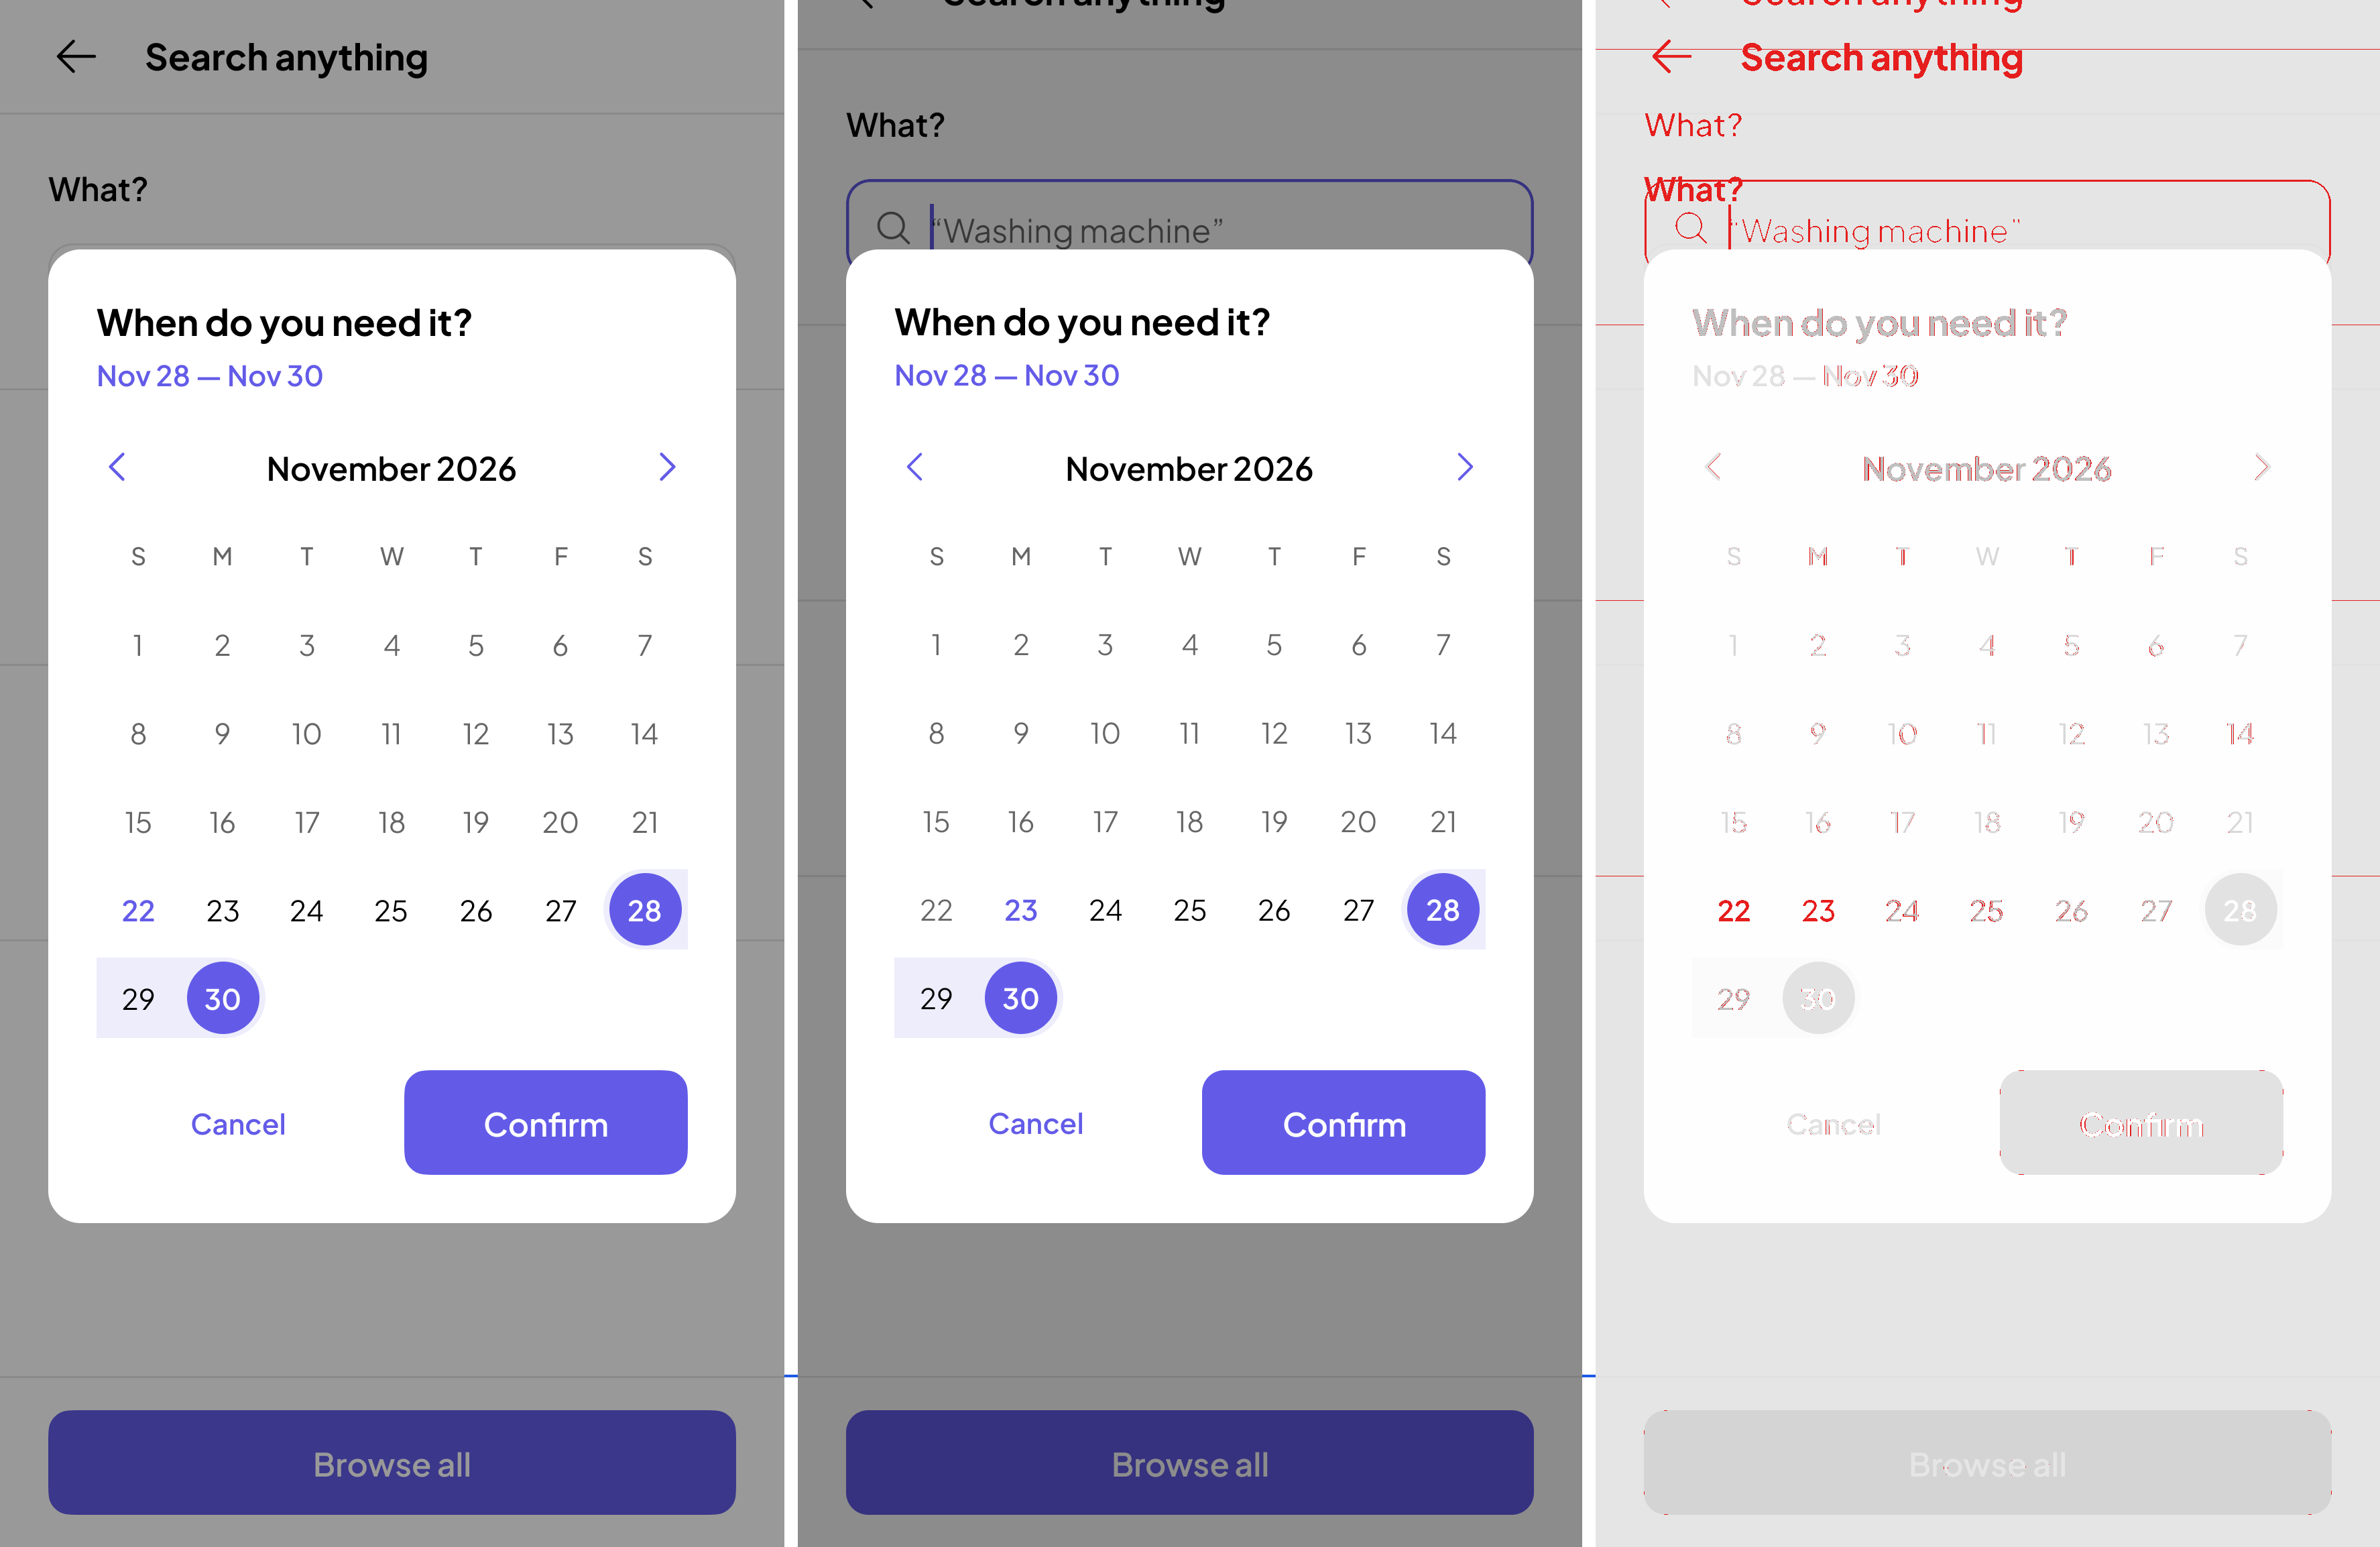 Search anything
What?
When do you need it?
Nov 28 — Nov 30
November 2026
S M T W T F S
1 2 3 4 5 6 7
8 9 10 11 12 13 14
15 16 17 18 19 20 21
22 23 24 25 26 27 28
29 30
Cancel Confirm
Browse all
Search anything
What?
“Washing machine”
When do you need it?
Nov 28 — Nov 30
November 2026
S M T W T F S
1 2 3 4 5 6 7
8 9 10 11 12 13 14
15 16 17 18 19 20 21
22 23 24 25 26 27 28
29 30
Cancel Confirm
Browse all
Search anything
Search anything
What?
What?
“Washing machine”
When do you need it?
Nov 28 — Nov 30
November 2026
S M T W T F S
1 2 3 4 5 6 7
8 9 10 11 12 13 14
15 16 17 18 19 20 21
22 23 24 25 26 27 28
29 30
Cancel Confirm
Browse all